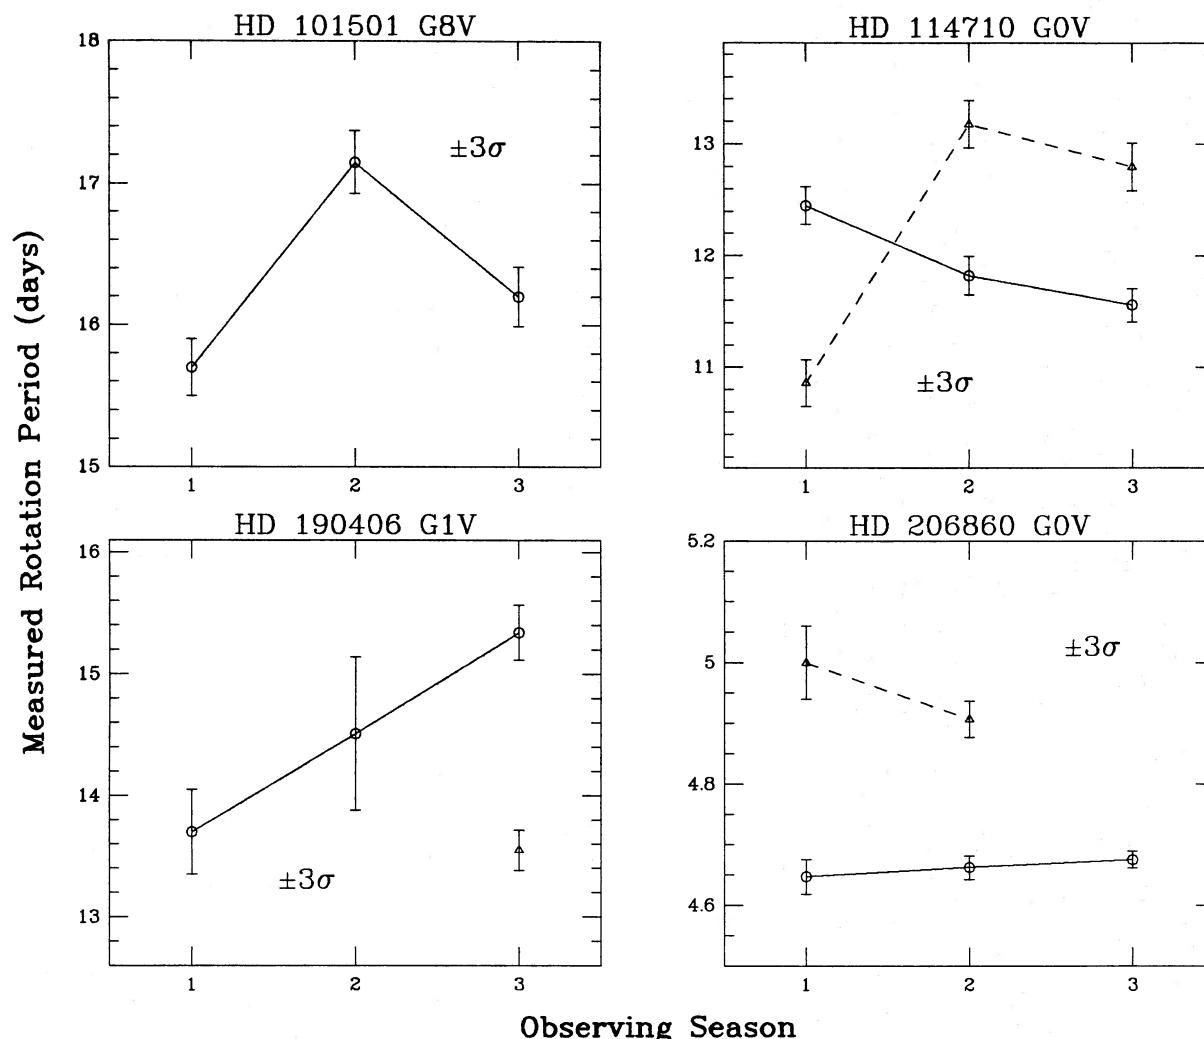 HD 101501 G8V
18
17
16
15
±3σ
1 2 3
HD 114710 G0V
13
12
11
±3σ
1 2 3
HD 190406 G1V
16
15
14
13
±3σ
1 2 3
HD 206860 G0V
5.2
5
4.8
4.6
±3σ
1 2 3
Measured Rotation Period (days)
Observing Season